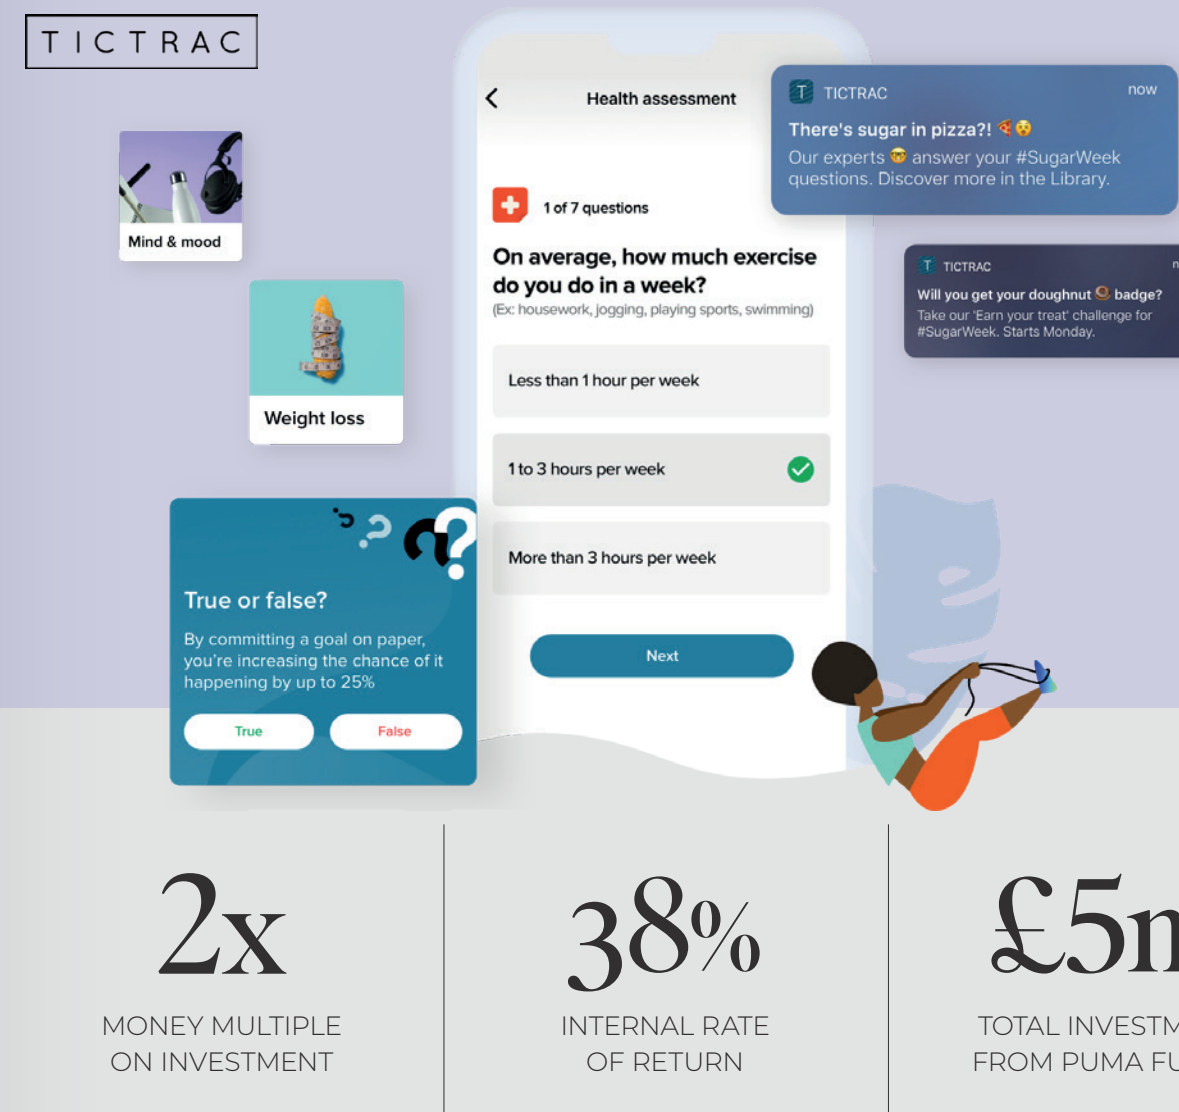 TICTRAC
Health assessment
TICTRAC
now
There's sugar in pizza?! 🍕😯
Our experts 🤓 answer your #SugarWeek
questions. Discover more in the Library.
Mind & mood
1 of 7 questions
TICTRAC
Will you get your doughnut 🍩 badge?
Take our 'Earn your treat' challenge for
#SugarWeek. Starts Monday.
On average, how much exercise
do you do in a week?
(Ex: housework, jogging, playing sports, swimming)
Less than 1 hour per week
Weight loss
1 to 3 hours per week
More than 3 hours per week
True or false?
By committing a goal on paper,
you're increasing the chance of it
happening by up to 25%
True
False
Next
2x
MONEY MULTIPLE
ON INVESTMENT
38%
INTERNAL RATE
OF RETURN
£5
TOTAL
FROM PUMA